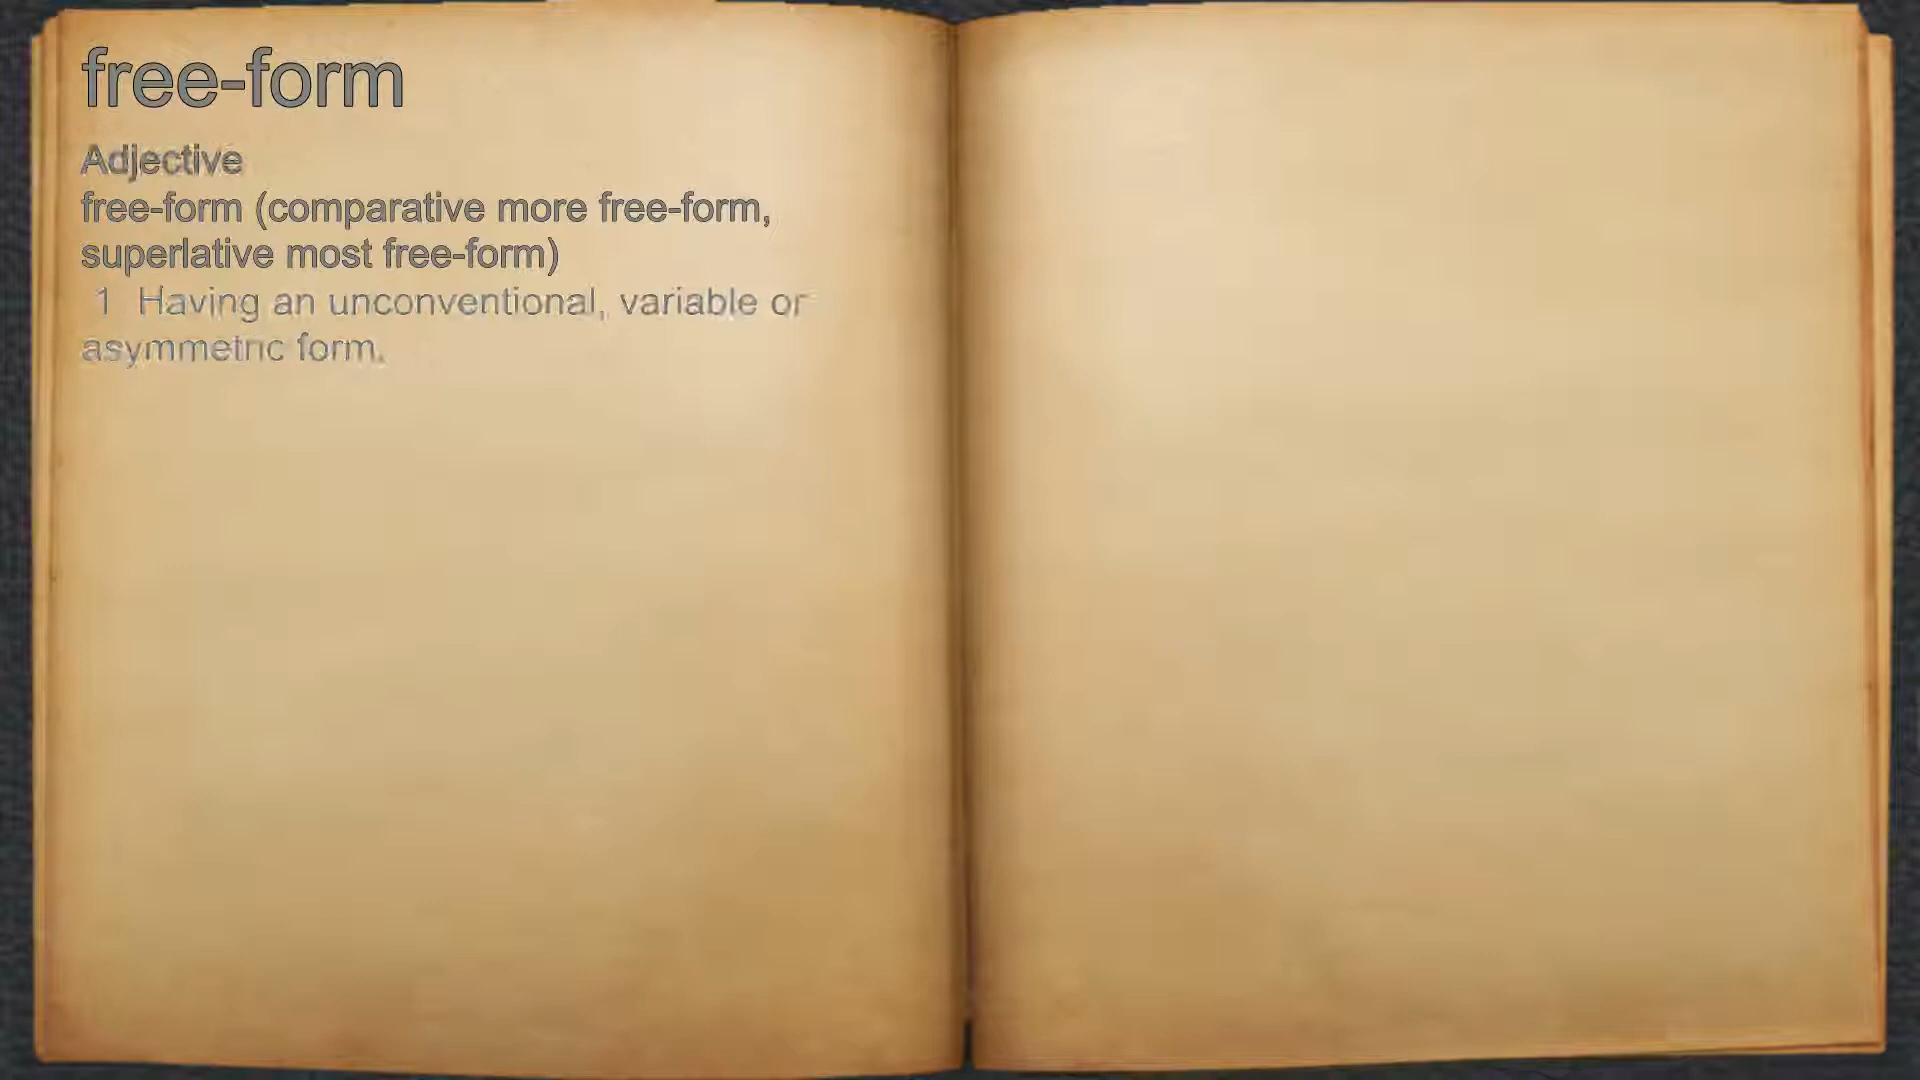 free-form
Adjective
free-form (comparative more free-form,
superlative most free-form)
1 Having an unconventional, variable or
asymmetric form.